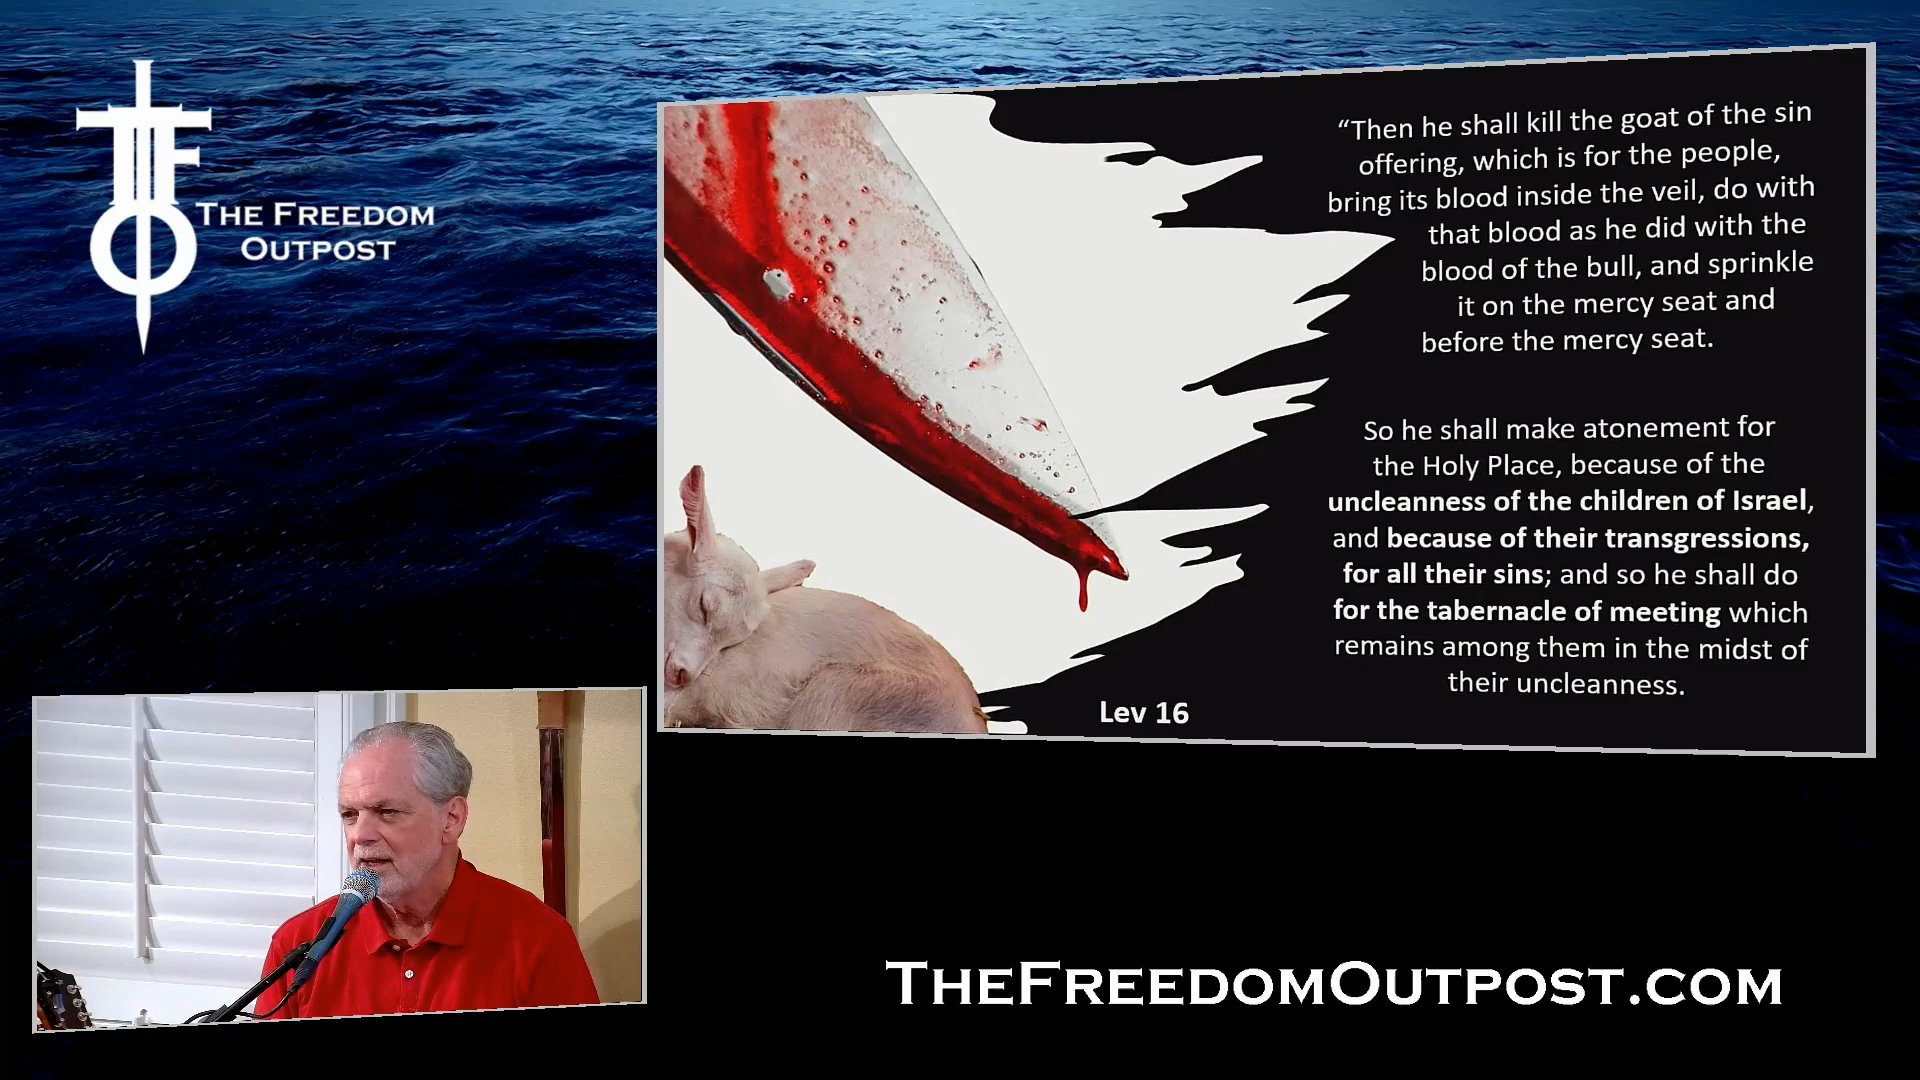 THE FREEDOM
OUTPOST
“Then he shall kill the goat of the sin
offering, which is for the people,
bring its blood inside the veil, do with
that blood as he did with the
blood of the bull, and sprinkle
it on the mercy seat and
before the mercy seat.
So he shall make atonement for
the Holy Place, because of the
uncleanness of the children of Israel,
and because of their transgressions,
for all their sins; and so he shall do
for the tabernacle of meeting which
remains among them in the midst of
their uncleanness.
Lev 16
THEFREEDOMOUTPOST.COM